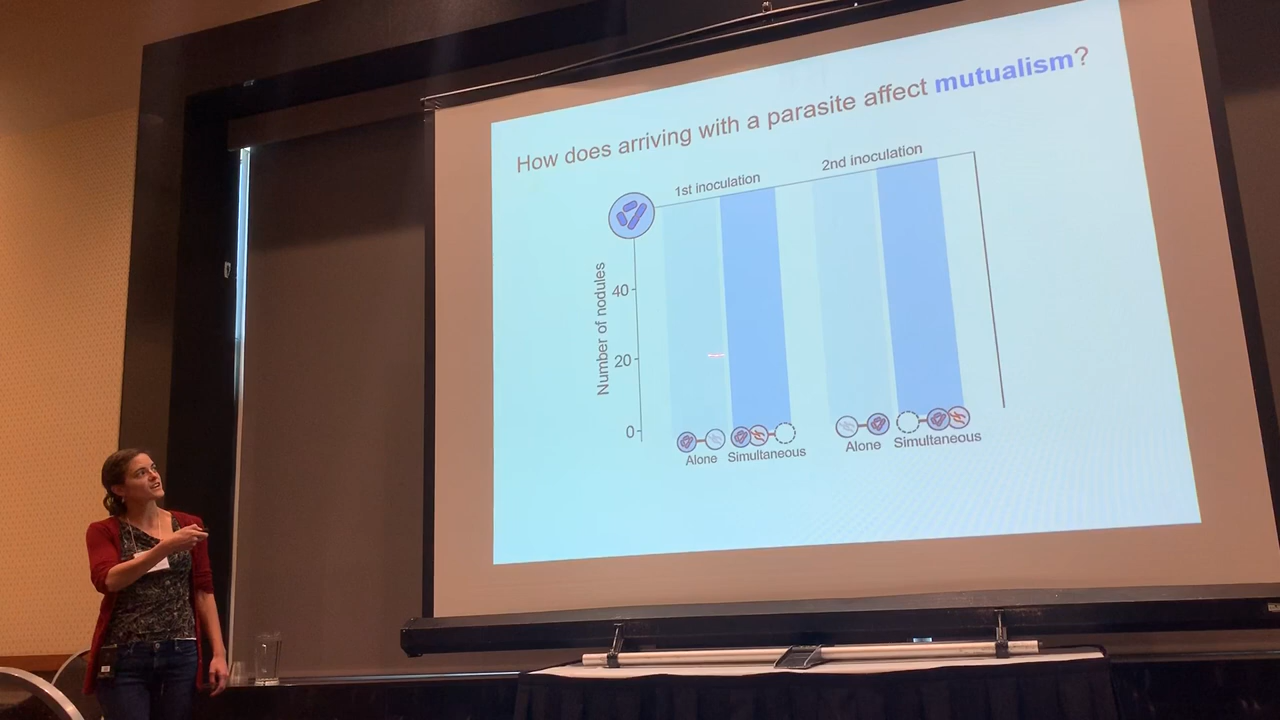 How does arriving with a parasite affect mutualism?
1st inoculation
2nd inoculation
Number of nodules
40
20
0
Alone
Simultaneous
Alone
Simultaneous